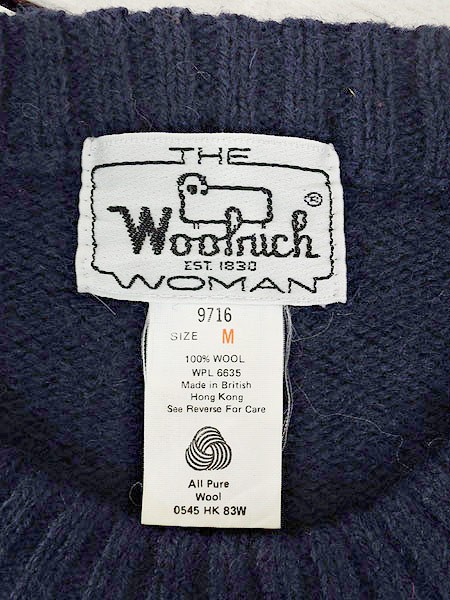 THE
Woolrich
®
EST. 1830
WOMAN
9716
SIZE M
100% WOOL
WPL 6635
Made in British
Hong Kong
See Reverse For Care
All Pure
Wool
0545 HK 83W